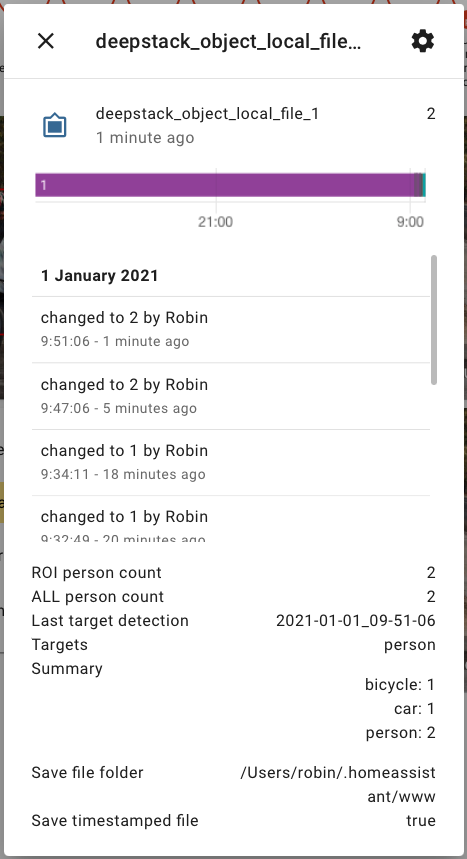 deepstack_object_local_file…
deepstack_object_local_file_1 2
1 minute ago
1
21:00 9:00
1 January 2021
changed to 2 by Robin
9:51:06 - 1 minute ago
changed to 2 by Robin
9:47:06 - 5 minutes ago
changed to 1 by Robin
9:34:11 - 18 minutes ago
changed to 1 by Robin
9:32:49 - 20 minutes ago
ROI person count 2
ALL person count 2
Last target detection 2021-01-01_09-51-06
Targets person
Summary
bicycle: 1
car: 1
person: 2
Save file folder /Users/robin/.homeassist
ant/www
Save timestamped file true